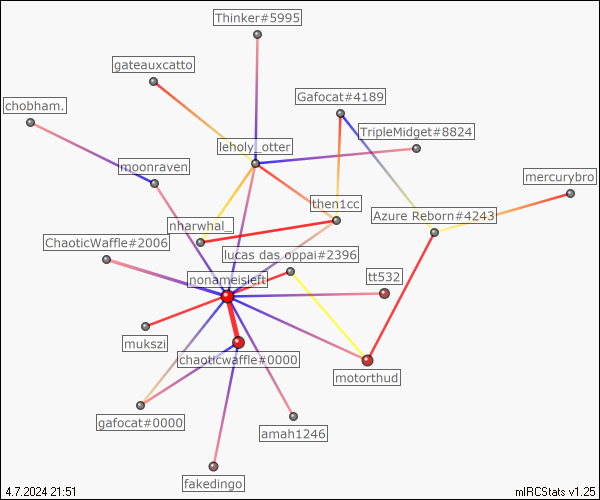 Thinker#5995
gateauxcatto
Gafocat#4189
chobham.
TripleMidget#8824
leholy_otter
moonraven
mercurybro
then1cc
Azure Reborn#4243
nharwhal_
ChaoticWaffle#2006
lucas das oppai#2396
nonameisleft
tt532
mukszi
chaoticwaffle#0000
motorthud
gafocat#0000
amah1246
fakedingo
4.7.2024 21:51
mIRCStats v1.25